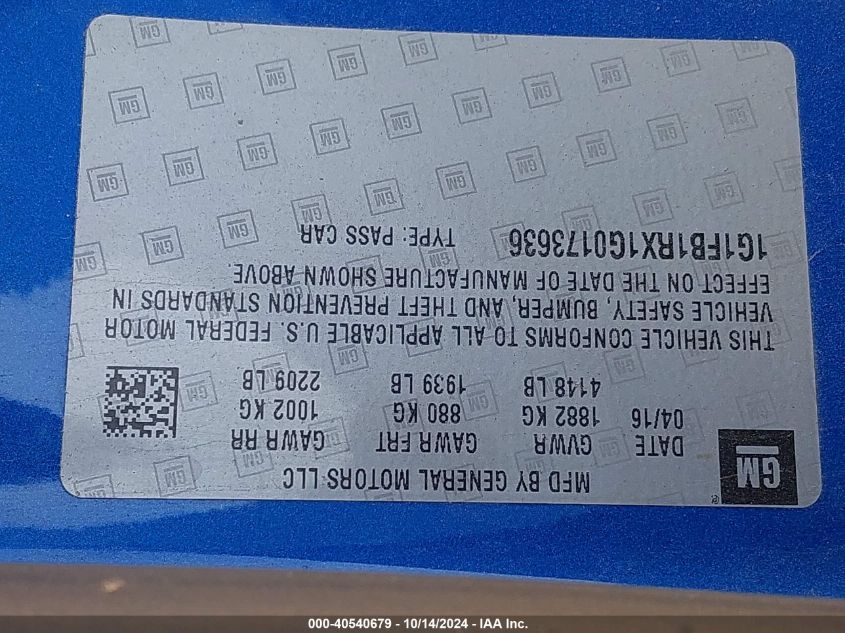 MFD BY GENERAL MOTORS LLC
GM
DATE GVWR GAWR FRT GAWR RR
04/16 1882 KG 880 KG 1002 KG
4148 LB 1939 LB 2209 LB
THIS VEHICLE CONFORMS TO ALL APPLICABLE U.S. FEDERAL MOTOR
VEHICLE SAFETY, BUMPER, AND THEFT PREVENTION STANDARDS IN
EFFECT ON THE DATE OF MANUFACTURE SHOWN ABOVE.
1G1FB1RX1G0173636 TYPE: PASS CAR
000-40540679 - 10/14/2024 - IAA Inc.